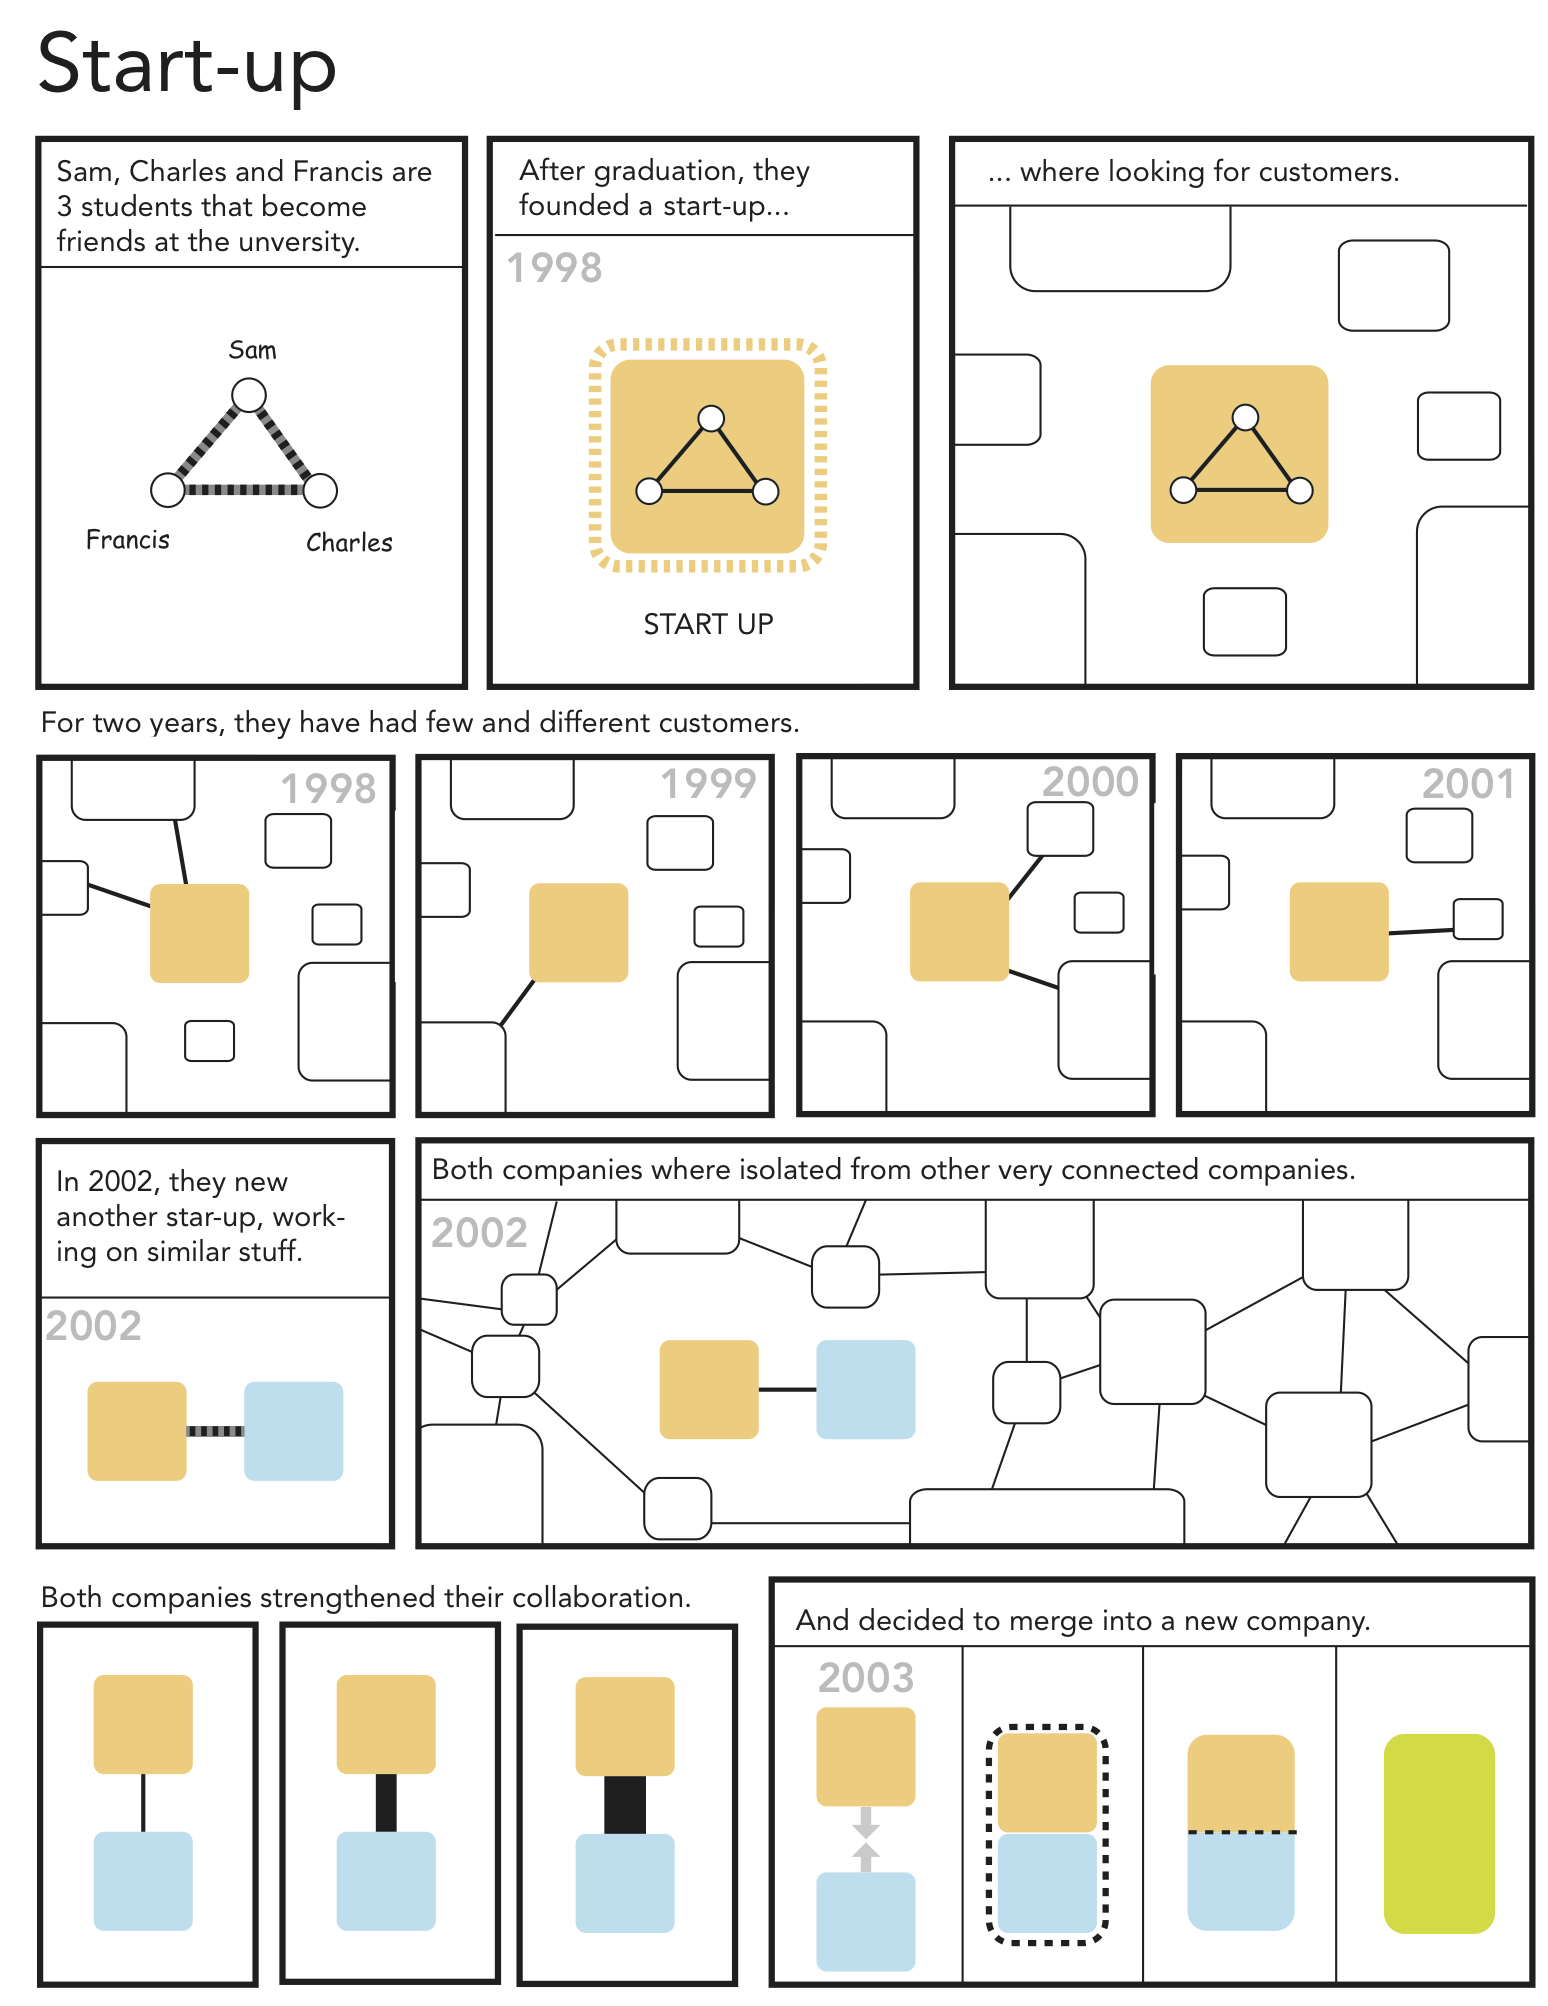 Start-up
Sam, Charles and Francis are
3 students that become
friends at the unversity.
Sam
Francis
Charles
After graduation, they
founded a start-up...
1998
START UP
... where looking for customers.
For two years, they have had few and different customers.
1998
1999
2000
2001
In 2002, they new
another star-up, work-
ing on similar stuff.
2002
Both companies where isolated from other very connected companies.
2002
Both companies strengthened their collaboration.
And decided to merge into a new company.
2003